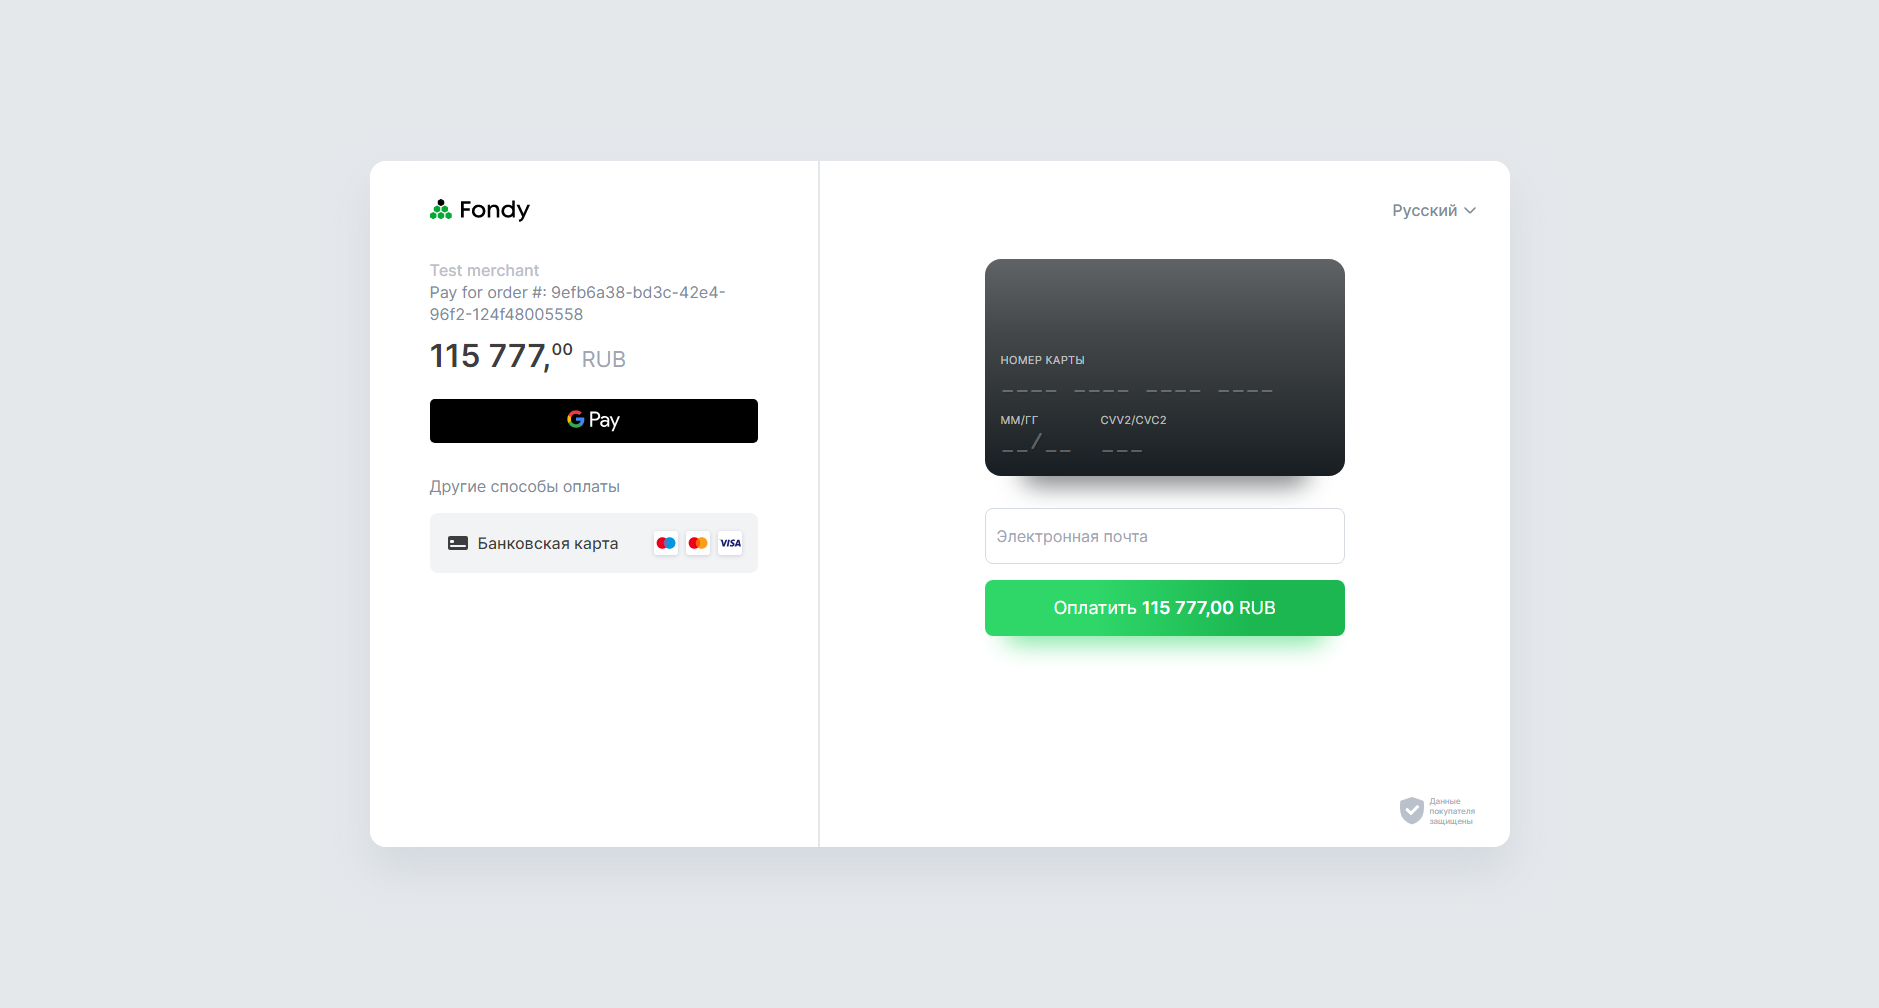 Fondy
Test merchant
Pay for order #: 9efb6a38-bd3c-42e4-
96f2-124f48005558
115 777,00 RUB
G Pay
Другие способы оплаты
Банковская карта VISA
Русский
НОМЕР КАРТЫ
ММ/ГГ CVV2/CVC2
Электронная почта
Оплатить 115 777,00 RUB
Данные
покупателя
защищены